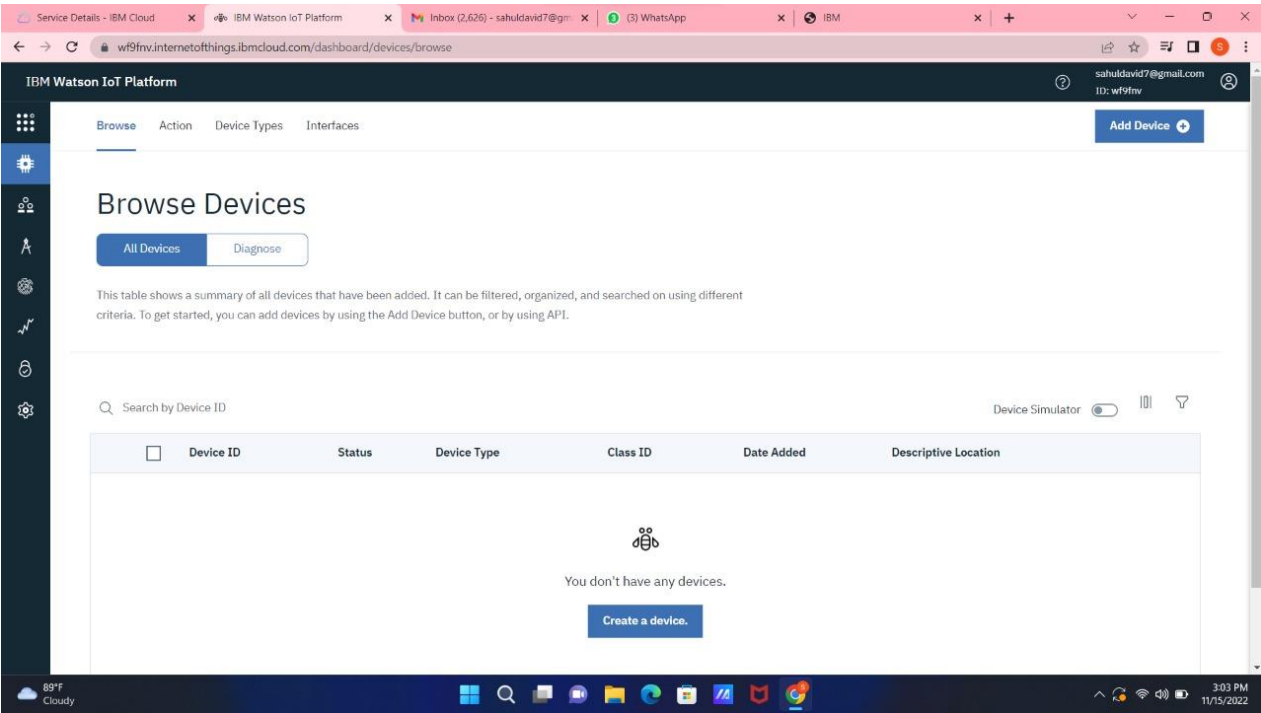 Service Details - IBM Cloud
IBM Watson IoT Platform
Inbox (2,626) - sahuldavid7@gm
(3) WhatsApp
IBM
wf9fnv.internetofthings.ibmcloud.com/dashboard/devices/browse
S
IBM Watson IoT Platform
sahuldavid7@gmail.com
ID: wf9fnv
Browse Action Device Types Interfaces
Add Device
Browse Devices
All Devices Diagnose
This table shows a summary of all devices that have been added. It can be filtered, organized, and searched on using different
criteria. To get started, you can add devices by using the Add Device button, or by using API.
Search by Device ID
Device Simulator
Device ID Status Device Type Class ID Date Added Descriptive Location
You don't have any devices.
Create a device.
89°F
Cloudy
3:03 PM
11/15/2022